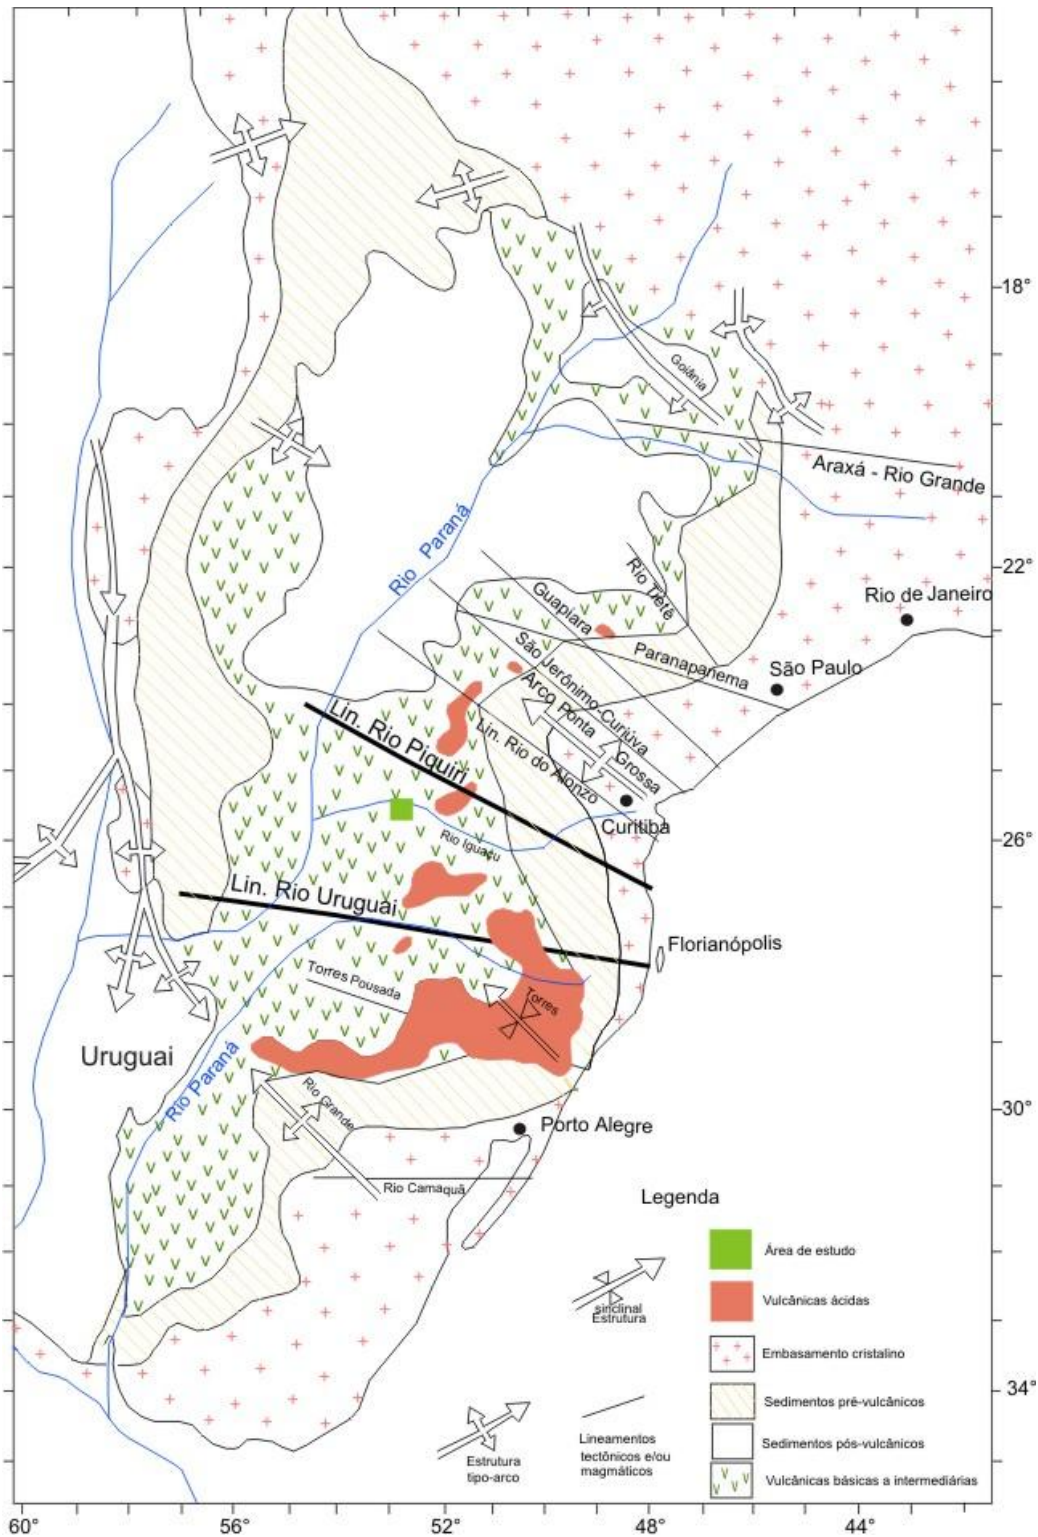 18°
Goiânia
Araxá - Rio Grande
Rio Paraná
22°
Rio Tietê
Guapiara
Rio de Janeiro
São Jerônimo-Curiúva
Paranapanema
São Paulo
Arco Ponta Grossa
Lin. Rio Piquiri
Lin. Rio do Alonzo
Curitiba
Rio Iguaçu
26°
Lin. Rio Uruguai
Florianópolis
Torres Pousada
Torres
Uruguai
Rio Paraná
Rio Grande
30°
Porto Alegre
Rio Camaquã
Legenda
Área de estudo
Vulcânicas ácidas
sinclinal
Estrutura
Embasamento cristalino
34°
Sedimentos pré-vulcânicos
Lineamentos
tectônicos e/ou
magmáticos
Sedimentos pós-vulcânicos
Estrutura
tipo-arco
Vulcânicas básicas a intermediárias
60° 56° 52° 48° 44°